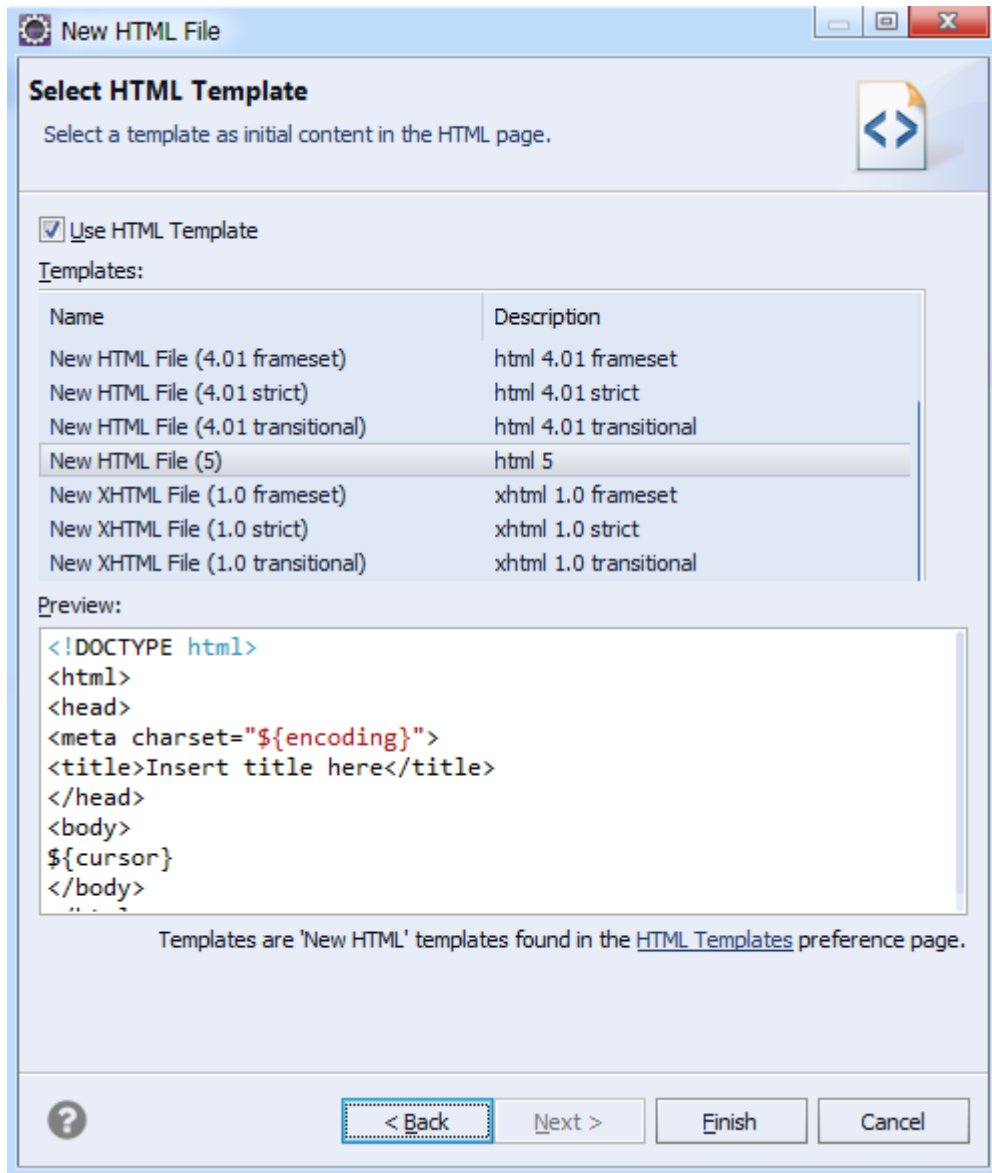 New HTML File
Select HTML Template
Select a template as initial content in the HTML page.
Use HTML Template
Templates:
Name Description
New HTML File (4.01 frameset) html 4.01 frameset
New HTML File (4.01 strict) html 4.01 strict
New HTML File (4.01 transitional) html 4.01 transitional
New HTML File (5) html 5
New XHTML File (1.0 frameset) xhtml 1.0 frameset
New XHTML File (1.0 strict) xhtml 1.0 strict
New XHTML File (1.0 transitional) xhtml 1.0 transitional
Preview:
<!DOCTYPE html>
<html>
<head>
<meta charset="${encoding}">
<title>Insert title here</title>
</head>
<body>
${cursor}
</body>
Templates are 'New HTML' templates found in the HTML Templates preference page.
< Back Next > Finish Cancel